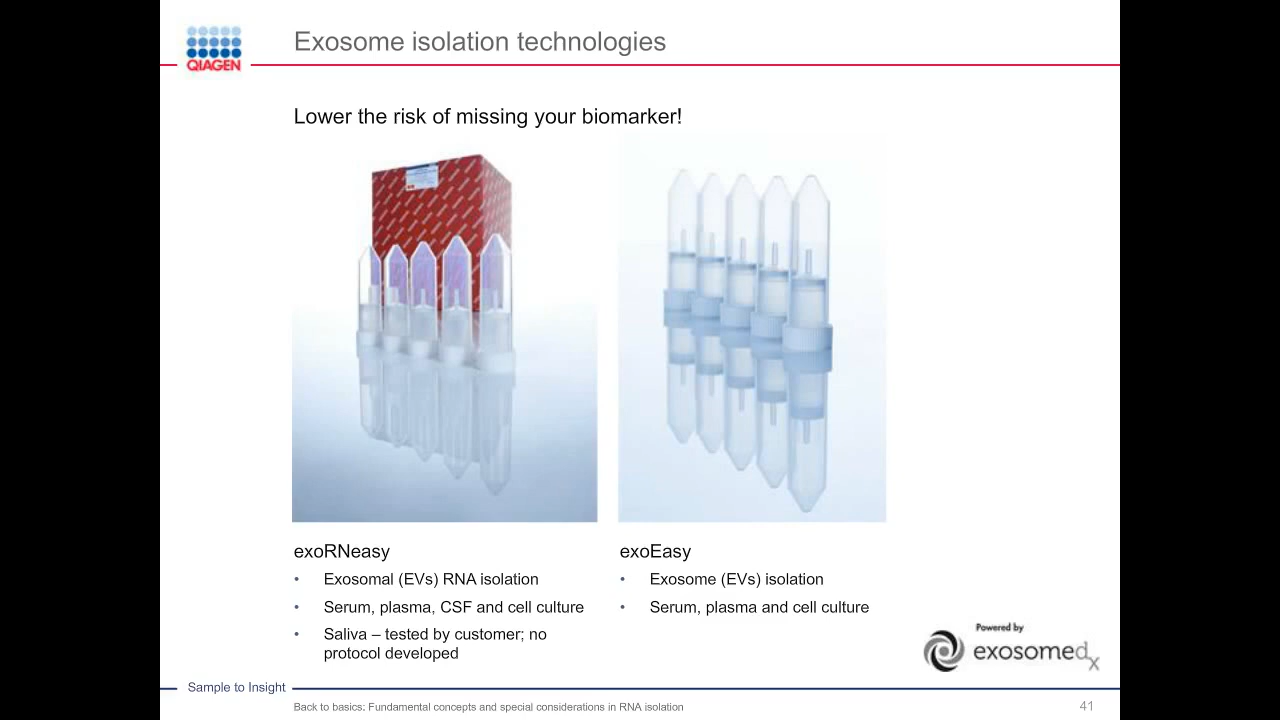 QIAGEN
Exosome isolation technologies
Lower the risk of missing your biomarker!
exoRNeasy
• Exosomal (EVs) RNA isolation
• Serum, plasma, CSF and cell culture
• Saliva – tested by customer; no
protocol developed
exoEasy
• Exosome (EVs) isolation
• Serum, plasma and cell culture
Powered by
exosomedx
Sample to Insight
Back to basics: Fundamental concepts and special considerations in RNA isolation
41